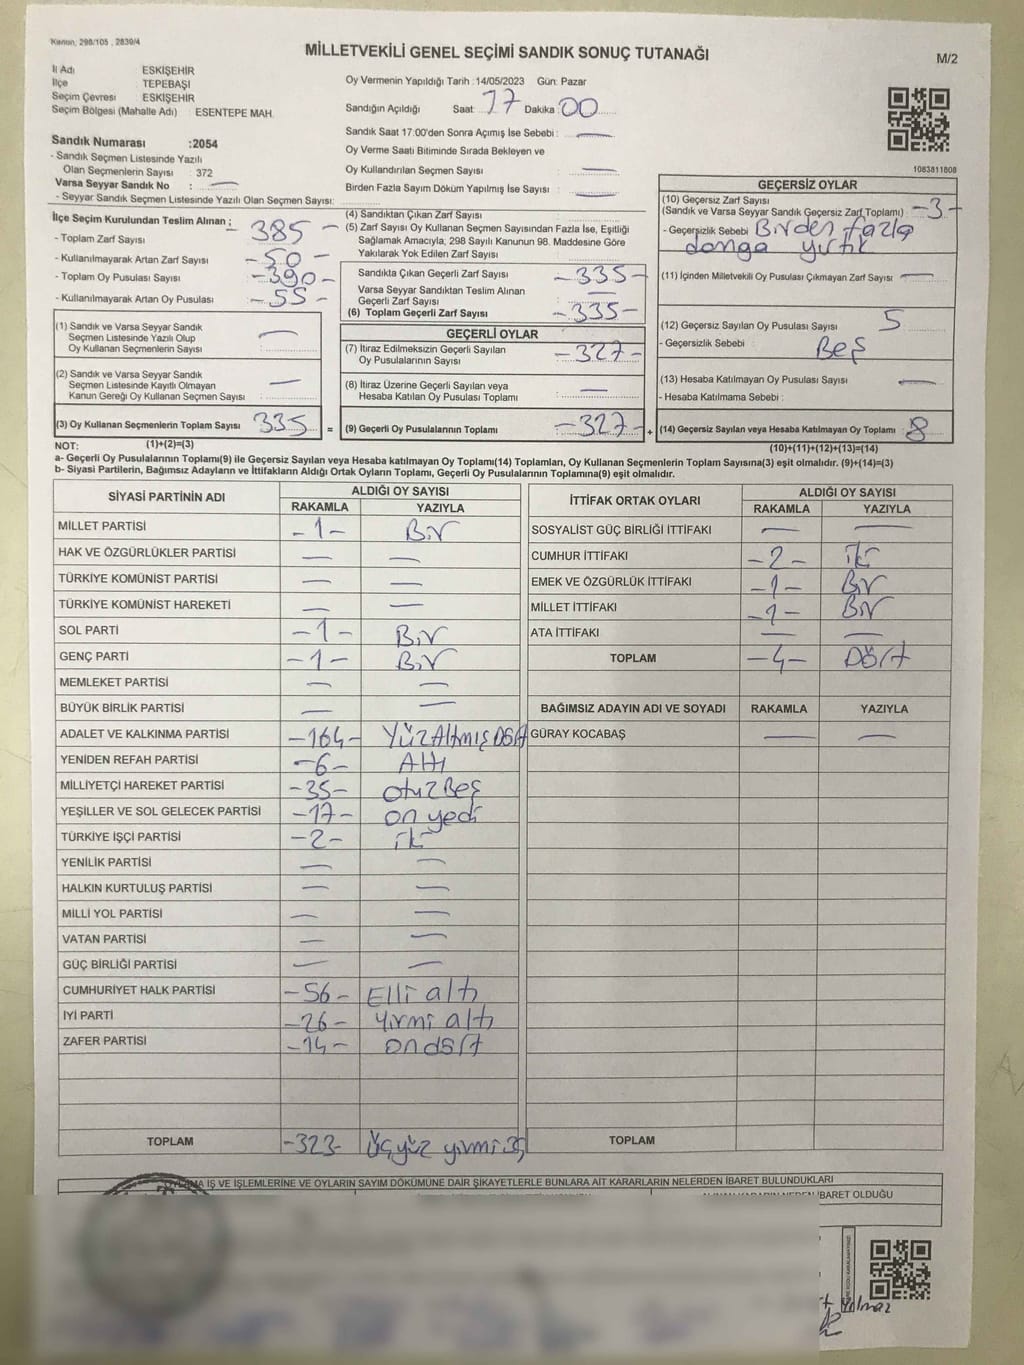 Kanun, 298/105 , 2839/4
MİLLETVEKİLİ GENEL SEÇİMİ SANDIK SONUÇ TUTANAĞI
M/2
İl Adı ESKİŞEHİR
İlçe TEPEBAŞI
Seçim Çevresi : ESKİŞEHİR
Seçim Bölgesi (Mahalle Adı) : ESENTEPE MAH.
Oy Vermenin Yapıldığı Tarih : 14/05/2023 Gün: Pazar
Sandığın Açıldığı Saat: 17 Dakika: 00
Sandık Saat 17:00'den Sonra Açımış İse Sebebi : —
Oy Verme Saati Bitiminde Sırada Bekleyen ve
Oy Kullandırılan Seçmen Sayısı : —
Birden Fazla Sayım Döküm Yapılmış İse Sayısı : —
1083811808
Sandık Numarası :2054
- Sandık Seçmen Listesinde Yazılı
Olan Seçmenlerin Sayısı : 372
Varsa Seyyar Sandık No : —
- Seyyar Sandık Seçmen Listesinde Yazılı Olan Seçmen Sayısı:
İlçe Seçim Kurulundan Teslim Alınan :
- Toplam Zarf Sayısı : 385 -
- Kullanılmayarak Artan Zarf Sayısı : -50-
- Toplam Oy Pusulası Sayısı : -390-
- Kullanılmayarak Artan Oy Pusulası : -55-
(4) Sandıktan Çıkan Zarf Sayısı
(5) Zarf Sayısı Oy Kullanan Seçmen Sayısından Fazla İse, Eşitliği
Sağlamak Amacıyla; 298 Sayılı Kanunun 98. Maddesine Göre
Yakılarak Yok Edilen Zarf Sayısı
Sandıkta Çıkan Geçerli Zarf Sayısı -335-
Varsa Seyyar Sandıktan Teslim Alınan
Geçerli Zarf Sayısı —
(6) Toplam Geçerli Zarf Sayısı -335-
GEÇERSİZ OYLAR
(10) Geçersiz Zarf Sayısı
(Sandık ve Varsa Seyyar Sandık Geçersiz Zarf Toplamı) -3-
- Geçersizlik Sebebi : Birden fazla
damga yırtık
(11) İçinden Milletvekili Oy Pusulası Çıkmayan Zarf Sayısı —
(12) Geçersiz Sayılan Oy Pusulası Sayısı 5
- Geçersizlik Sebebi : Beş
(13) Hesaba Katılmayan Oy Pusulası Sayısı —
- Hesaba Katılmama Sebebi :
(14) Geçersiz Sayılan veya Hesaba Katılmayan Oy Toplamı : 8
(10)+(11)+(12)+(13)=(14)
(1) Sandık ve Varsa Seyyar Sandık
Seçmen Listesinde Yazılı Olup
Oy Kullanan Seçmenlerin Sayısı : —
(2) Sandık ve Varsa Seyyar Sandık
Seçmen Listesinde Kayıtlı Olmayan
Kanun Gereği Oy Kullanan Seçmen Sayısı : —
(3) Oy Kullanan Seçmenlerin Toplam Sayısı 335 =
GEÇERLİ OYLAR
(7) İtiraz Edilmeksizin Geçerli Sayılan
Oy Pusulalarının Sayısı : -327-
(8) İtiraz Üzerine Geçerli Sayılan veya
Hesaba Katılan Oy Pusulası Toplamı —
(9) Geçerli Oy Pusulalarının Toplamı -327- +
NOT: (1)+(2)=(3)
a- Geçerli Oy Pusulalarının Toplamı(9) ile Geçersiz Sayılan veya Hesaba katılmayan Oy Toplamı(14) Toplamları, Oy Kullanan Seçmenlerin Toplam Sayısına(3) eşit olmalıdır. (9)+(14)=(3)
b- Siyasi Partilerin, Bağımsız Adayların ve İttifakların Aldığı Ortak Oyların Toplamı, Geçerli Oy Pusulalarının Toplamına(9) eşit olmalıdır.
SİYASİ PARTİNİN ADI
ALDIĞI OY SAYISI
RAKAMLA YAZIYLA
MİLLET PARTİSİ -1- Bir
HAK VE ÖZGÜRLÜKLER PARTİSİ — —
TÜRKİYE KOMÜNİST PARTİSİ — —
TÜRKİYE KOMÜNİST HAREKETİ — —
SOL PARTİ -1- Bir
GENÇ PARTİ -1- Bir
MEMLEKET PARTİSİ — —
BÜYÜK BİRLİK PARTİSİ — —
ADALET VE KALKINMA PARTİSİ -164- YüzAltmışDört
YENİDEN REFAH PARTİSİ -6- Altı
MİLLİYETÇİ HAREKET PARTİSİ -35- otuzBeş
YEŞİLLER VE SOL GELECEK PARTİSİ -17- on yedi
TÜRKİYE İŞÇİ PARTİSİ -2- iki
YENİLİK PARTİSİ — —
HALKIN KURTULUŞ PARTİSİ — —
MİLLİ YOL PARTİSİ — —
VATAN PARTİSİ — —
GÜÇ BİRLİĞİ PARTİSİ — —
CUMHURİYET HALK PARTİSİ -56- Elli altı
İYİ PARTİ -26- yirmi altı
ZAFER PARTİSİ -14- on dört
TOPLAM -323- üçyüz yirmi üç
İTTİFAK ORTAK OYLARI
ALDIĞI OY SAYISI
RAKAMLA YAZIYLA
SOSYALİST GÜÇ BİRLİĞİ İTTİFAKI — —
CUMHUR İTTİFAKI -2- iki
EMEK VE ÖZGÜRLÜK İTTİFAKI -1- Bir
MİLLET İTTİFAKI -1- Bir
ATA İTTİFAKI — —
TOPLAM -4- Dört
BAĞIMSIZ ADAYIN ADI VE SOYADI RAKAMLA YAZIYLA
GÜRAY KOCABAŞ — —
TOPLAM
OYLAMA İŞ VE İŞLEMLERİNE VE OYLARIN SAYIM DÖKÜMÜNE DAİR ŞİKAYETLERLE BUNLARA AİT KARARLARIN NELERDEN İBARET BULUNDUKLARI
İBARET OLDUĞU
Yılmaz